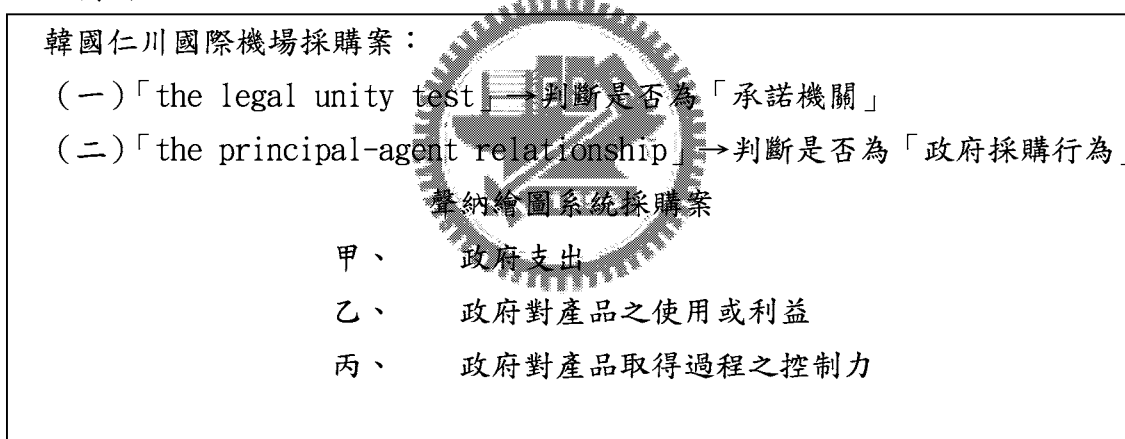 韓國仁川國際機場採購案：
(一)「the legal unity test」→判斷是否為「承諾機關」
(二)「the principal-agent relationship」→判斷是否為「政府採購行為」
聲納繪圖系統採購案
甲、 政府支出
乙、 政府對產品之使用或利益
丙、 政府對產品取得過程之控制力